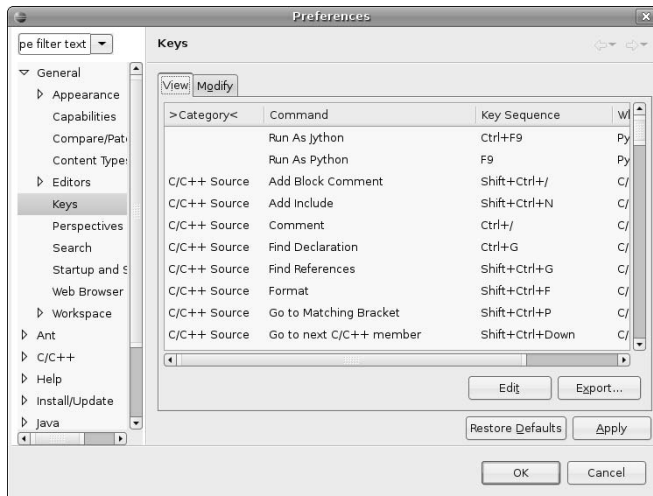 Preferences
pe filter text
General
Appearance
Capabilities
Compare/Pat
Content Type
Editors
Keys
Perspectives
Search
Startup and S
Web Browser
Workspace
Ant
C/C++
Help
Install/Update
Java
Keys
View Modify
>Category< Command Key Sequence Wl
Run As Jython Ctrl+F9 Py
Run As Python F9 Py
C/C++ Source Add Block Comment Shift+Ctrl+/ C/
C/C++ Source Add Include Shift+Ctrl+N C/
C/C++ Source Comment Ctrl+/ C/
C/C++ Source Find Declaration Ctrl+G C/
C/C++ Source Find References Shift+Ctrl+G C/
C/C++ Source Format Shift+Ctrl+F C/
C/C++ Source Go to Matching Bracket Shift+Ctrl+P C/
C/C++ Source Go to next C/C++ member Shift+Ctrl+Down C/
Edit Export...
Restore Defaults Apply
OK Cancel